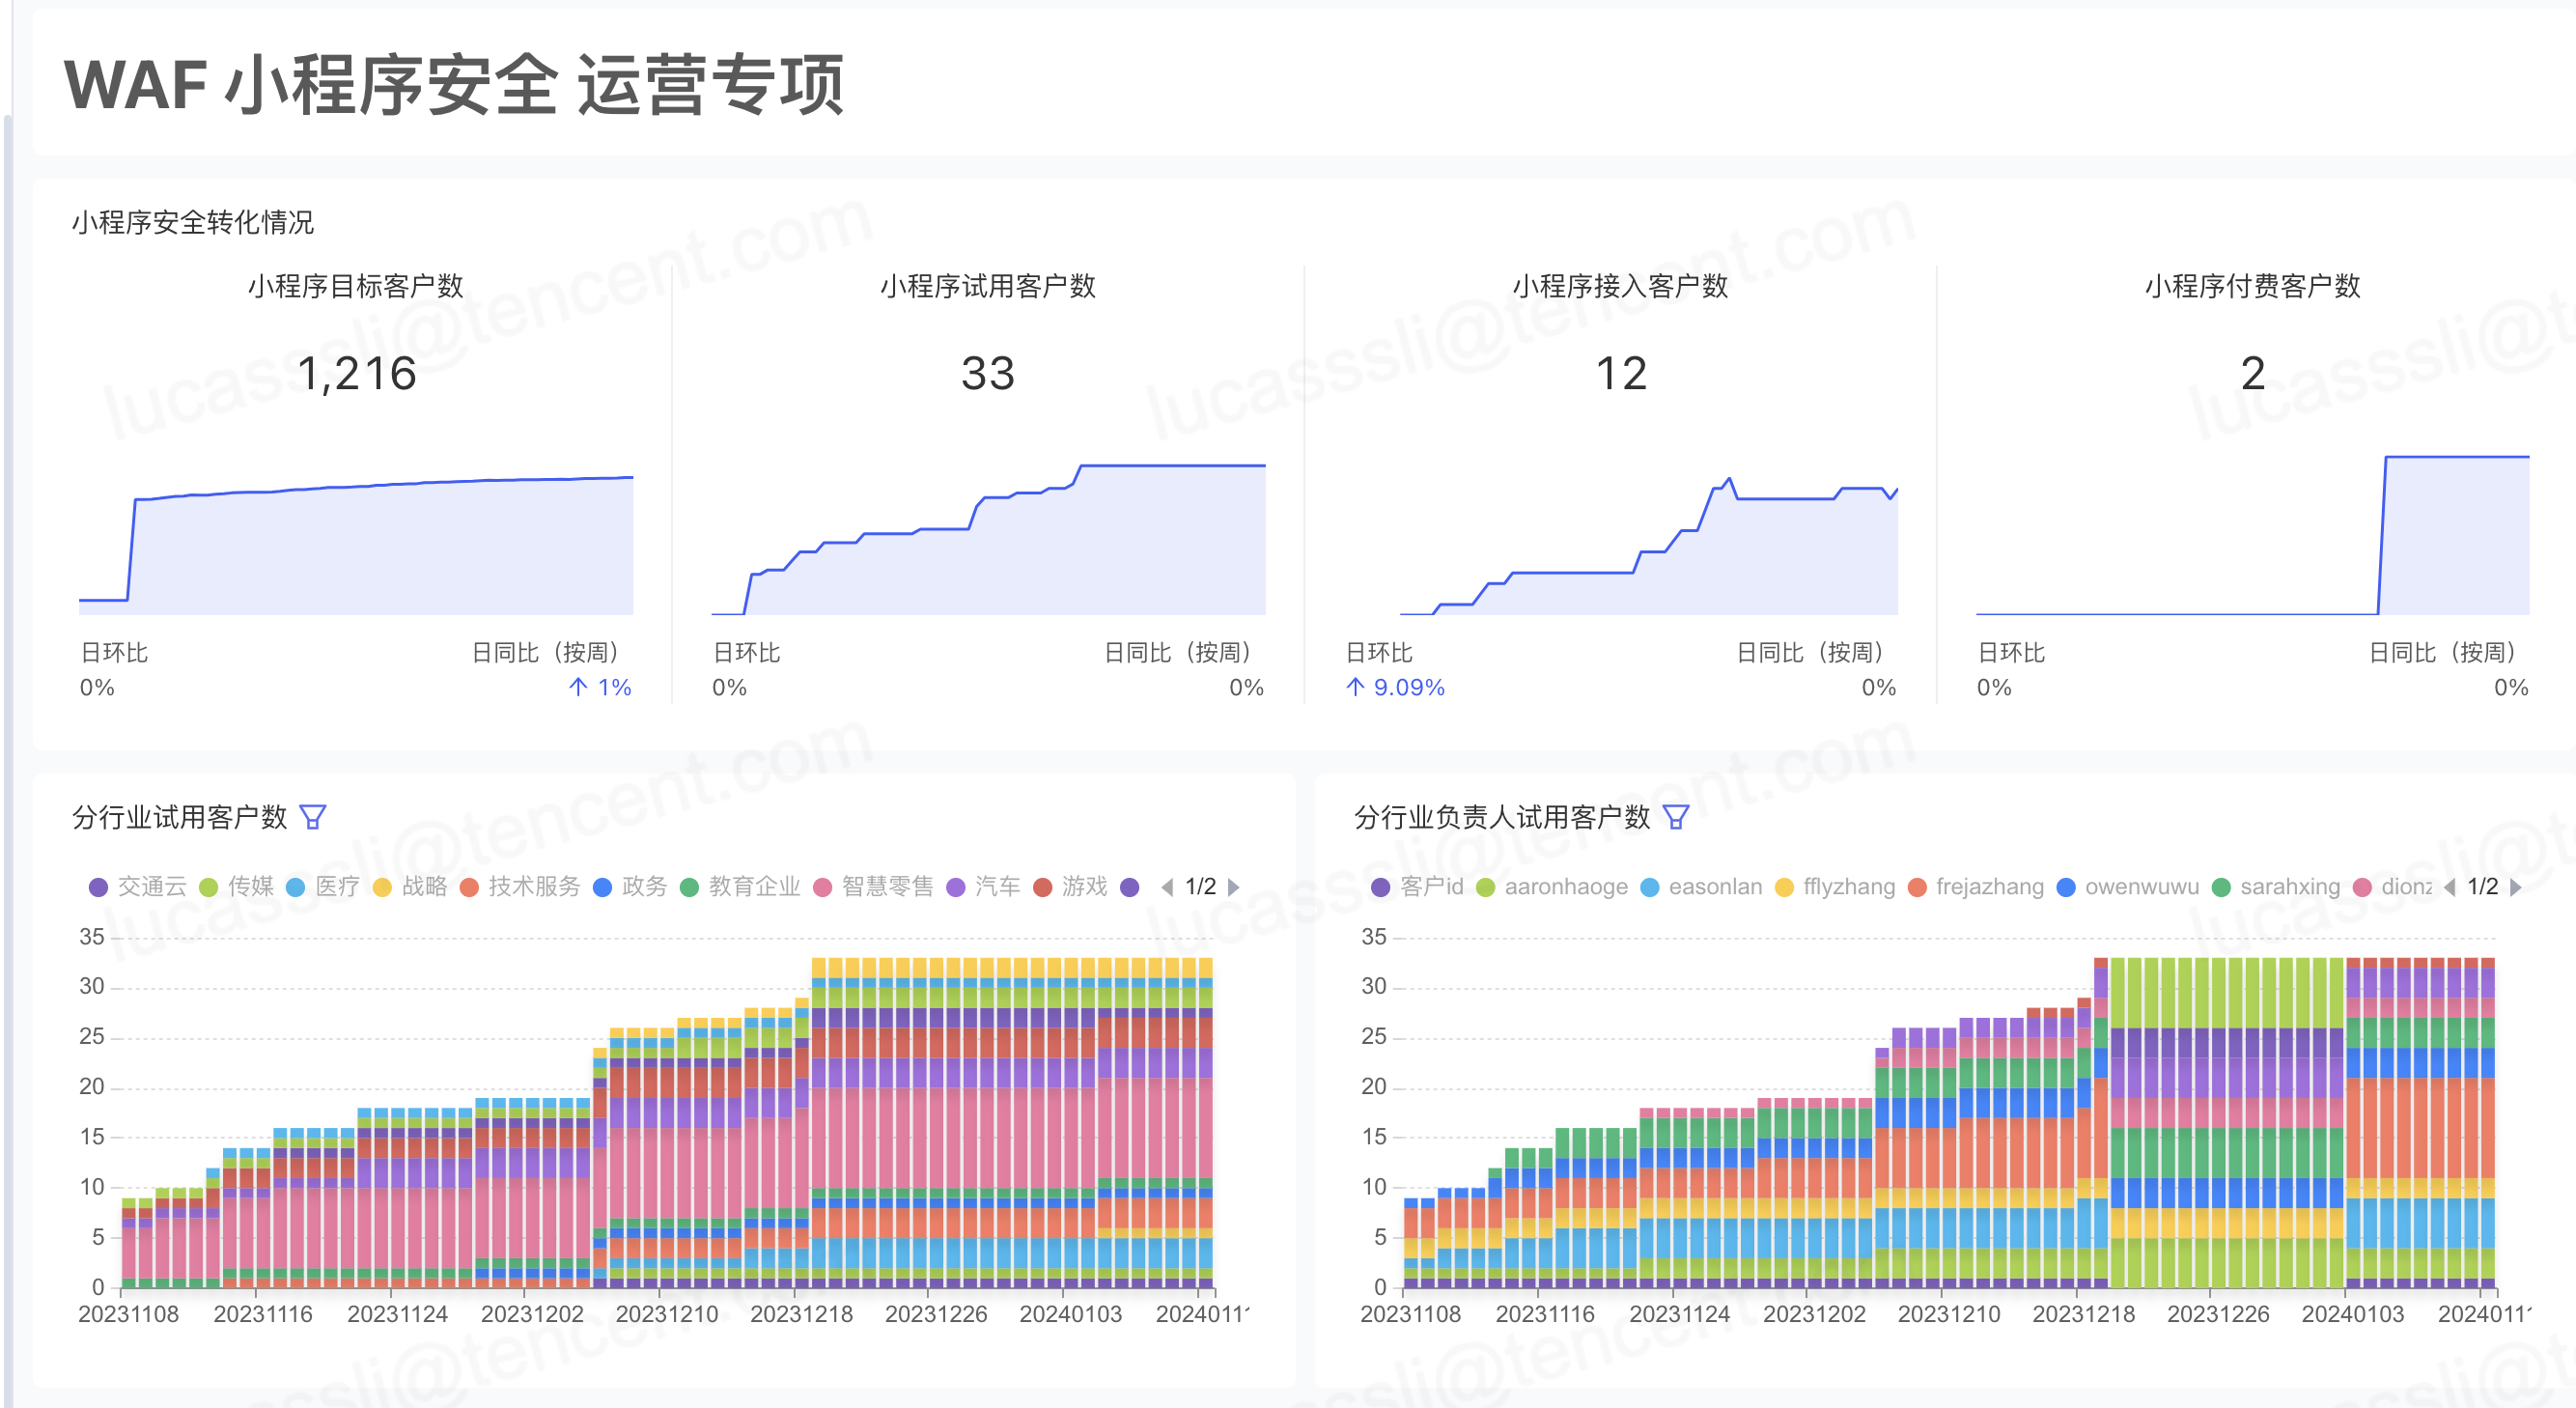 WAF 小程序安全 运营专项
小程序安全转化情况
小程序目标客户数 小程序试用客户数 小程序接入客户数 小程序付费客户数
1,216 33 12 2
日环比 日同比（按周） 日环比 日同比（按周） 日环比 日同比（按周） 日环比 日同比（按周）
0% ↑ 1% 0% 0% ↑ 9.09% 0% 0% 0%
分行业试用客户数
交通云 传媒 医疗 战略 技术服务 政务 教育企业 智慧零售 汽车 游戏 1/2
35
30
25
20
15
10
5
0
20231108 20231116 20231124 20231202 20231210 20231218 20231226 20240103 2024011
分行业负责人试用客户数
客户id aaronhaoge easonlan fflyzhang frejazhang owenwuwu sarahxing dion 1/2
35
30
25
20
15
10
5
0
20231108 20231116 20231124 20231202 20231210 20231218 20231226 20240103 2024011
lucasssli@tencent.com